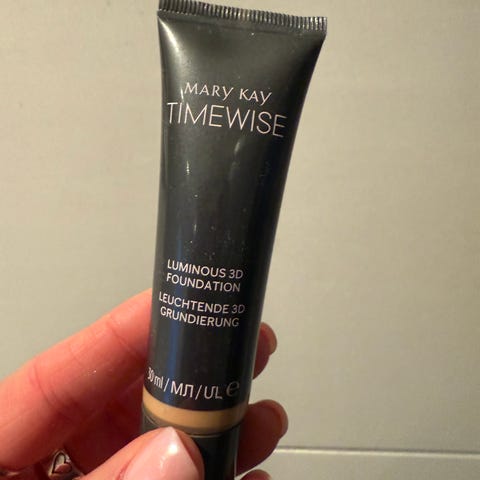 MARY KAY
TIMEWISE
LUMINOUS 3D
FOUNDATION
LEUCHTENDE 3D
GRUNDIERUNG
30 ml / МЛ / UL ℮